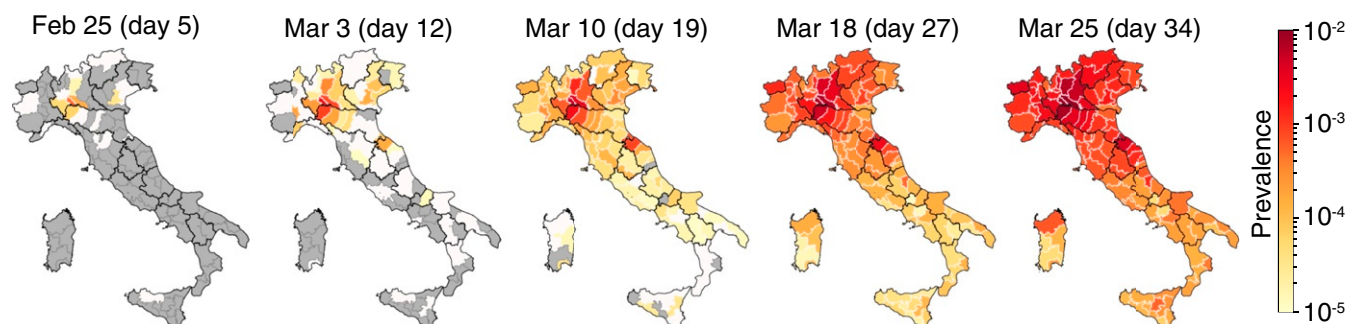 Feb 25 (day 5)
Mar 3 (day 12)
Mar 10 (day 19)
Mar 18 (day 27)
Mar 25 (day 34)
Prevalence
10⁻²
10⁻³
10⁻⁴
10⁻⁵